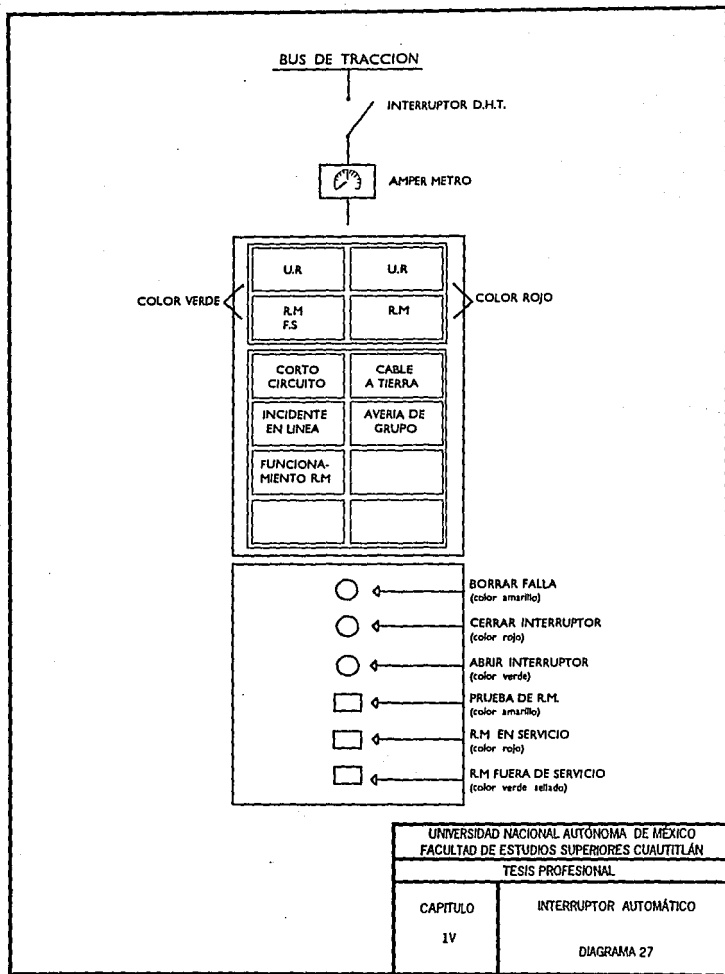 BUS DE TRACCION
INTERRUPTOR D.H.T.
AMPER METRO
U.R
U.R
COLOR VERDE
COLOR ROJO
R.M
F.S
R.M
CORTO
CIRCUITO
CABLE
A TIERRA
INCIDENTE
EN LINEA
AVERIA DE
GRUPO
FUNCIONA-
MIENTO R.M
BORRAR FALLA
(color amarillo)
CERRAR INTERRUPTOR
(color rojo)
ABRIR INTERRUPTOR
(color verde)
PRUEBA DE R.M.
(color amarillo)
R.M EN SERVICIO
(color rojo)
R.M FUERA DE SERVICIO
(color verde sellado)
UNIVERSIDAD NACIONAL AUTÓNOMA DE MÉXICO
FACULTAD DE ESTUDIOS SUPERIORES CUAUTITLÁN
TESIS PROFESIONAL
CAPITULO
1V
INTERRUPTOR AUTOMÁTICO
DIAGRAMA 27